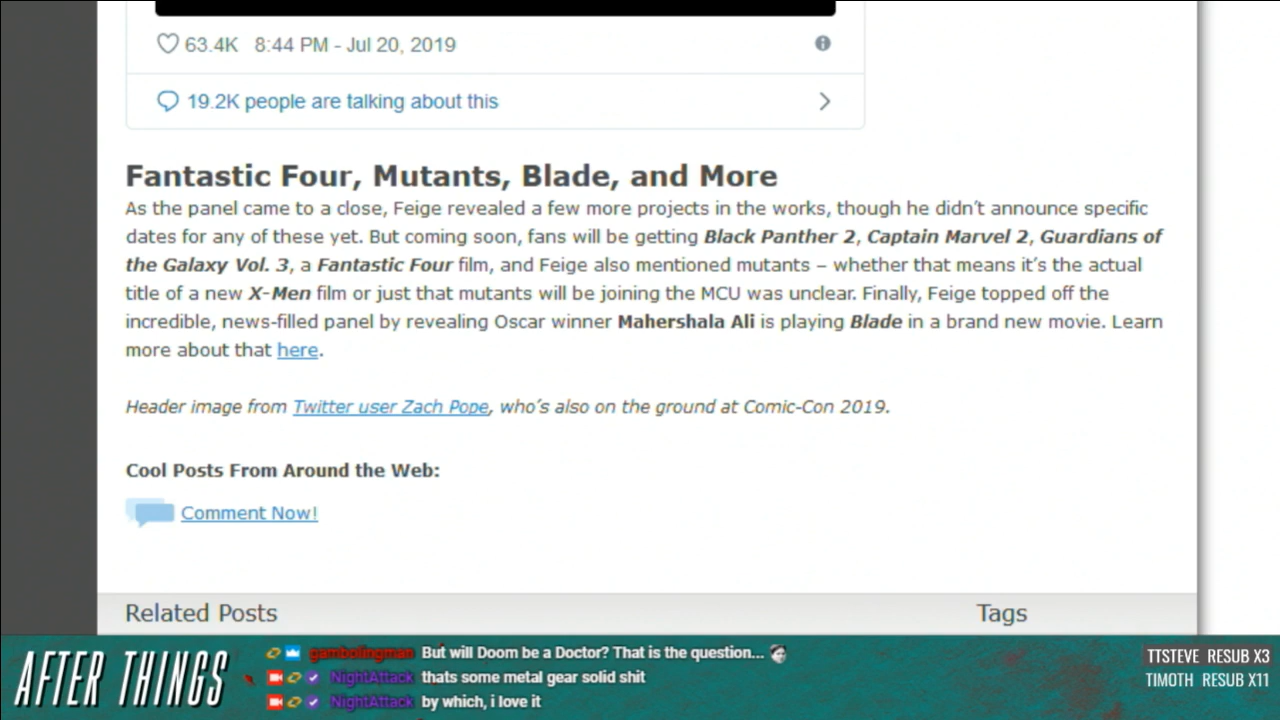 63.4K 8:44 PM - Jul 20, 2019
19.2K people are talking about this
Fantastic Four, Mutants, Blade, and More
As the panel came to a close, Feige revealed a few more projects in the works, though he didn't announce specific
dates for any of these yet. But coming soon, fans will be getting Black Panther 2, Captain Marvel 2, Guardians of
the Galaxy Vol. 3, a Fantastic Four film, and Feige also mentioned mutants – whether that means it's the actual
title of a new X-Men film or just that mutants will be joining the MCU was unclear. Finally, Feige topped off the
incredible, news-filled panel by revealing Oscar winner Mahershala Ali is playing Blade in a brand new movie. Learn
more about that here.
Header image from Twitter user Zach Pope, who's also on the ground at Comic-Con 2019.
Cool Posts From Around the Web:
Comment Now!
Related Posts
Tags
AFTER THINGS
gambolingman But will Doom be a Doctor? That is the question...
NightAttack thats some metal gear solid shit
NightAttack by which, i love it
TTSTEVE RESUB X3
TIMOTH RESUB X11